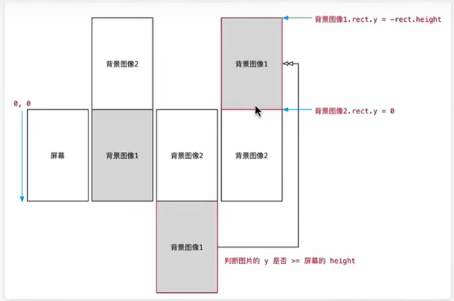 背景图像1.rect.y = -rect.height
背景图像2
背景图像1
0, 0
背景图像2.rect.y = 0
屏幕
背景图像1
背景图像2
背景图像2
背景图像1
判断图片的 y 是否 >= 屏幕的 height